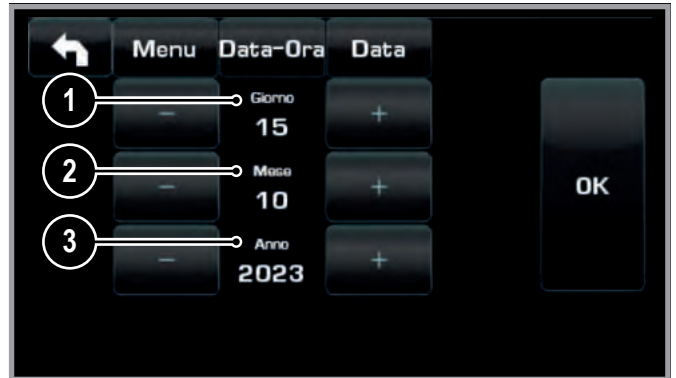 Menu Data-Ora Data
1 Giorno
- 15 +
2 Mese
- 10 + OK
3 Anno
- 2023 +